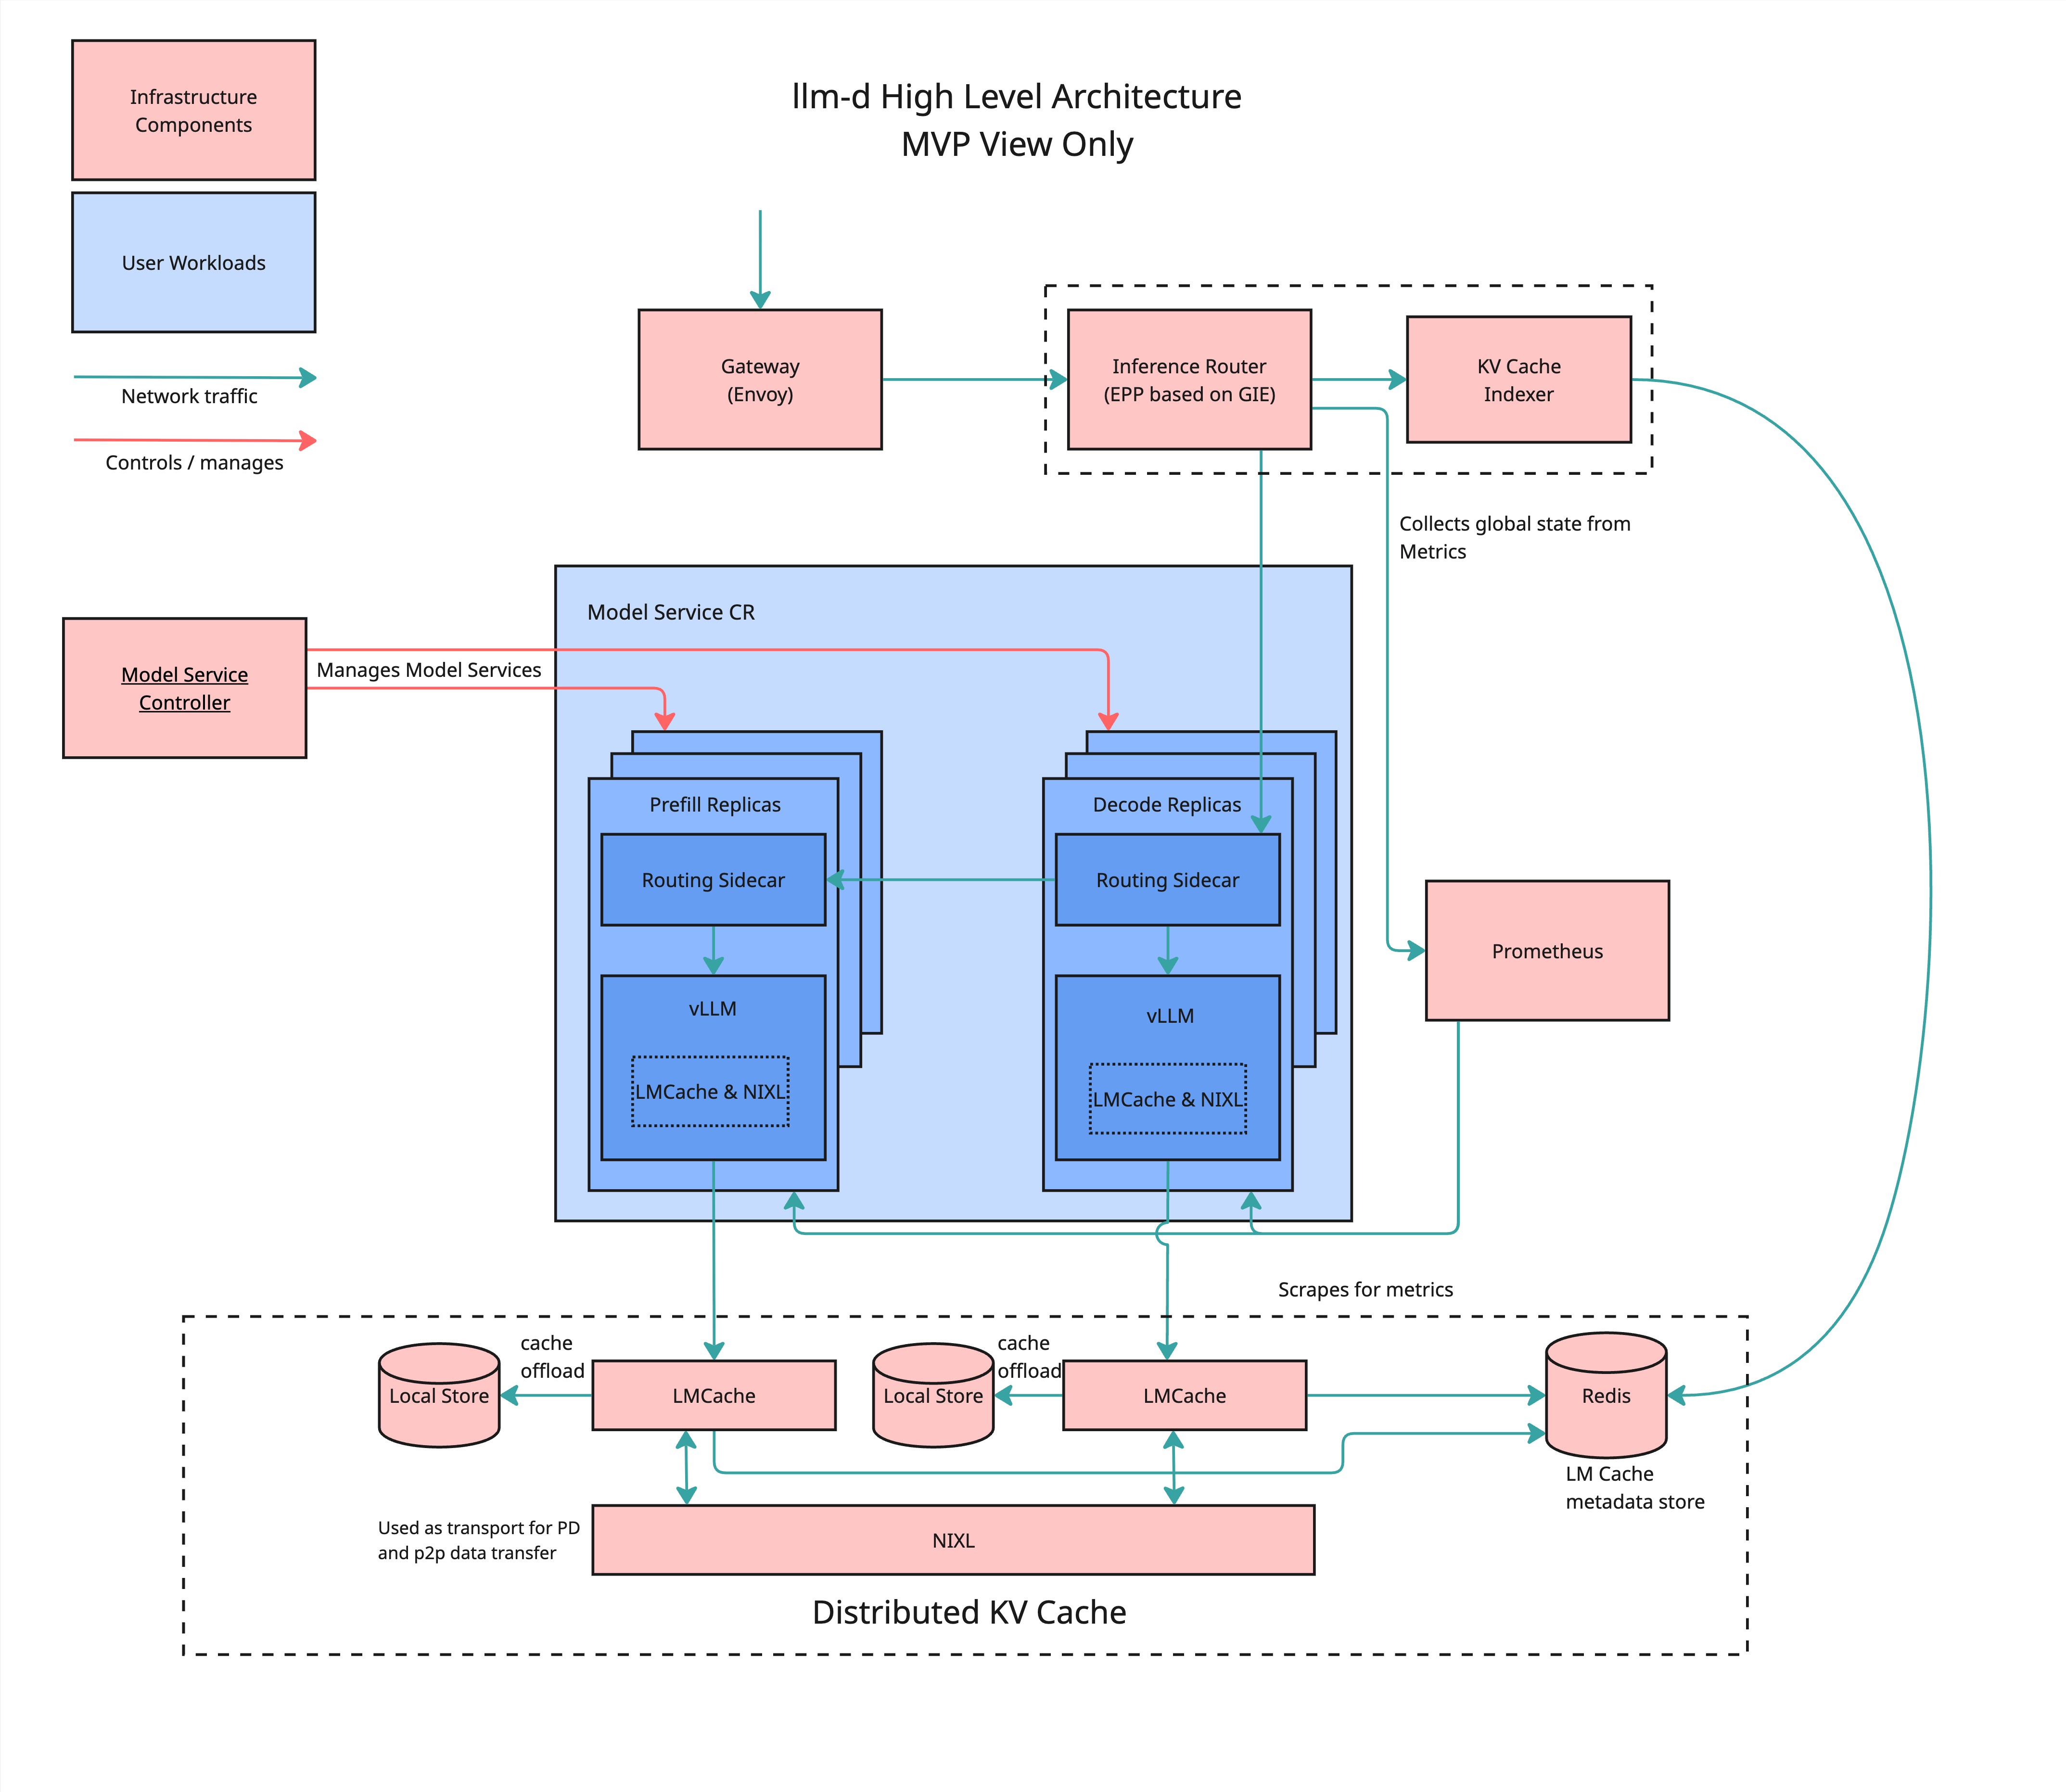 Infrastructure
Components
User Workloads
Network traffic
Controls / manages
llm-d High Level Architecture
MVP View Only
Gateway
(Envoy)
Inference Router
(EPP based on GIE)
KV Cache
Indexer
Collects global state from
Metrics
Model Service
Controller
Manages Model Services
Model Service CR
Prefill Replicas
Routing Sidecar
vLLM
LMCache & NIXL
Decode Replicas
Routing Sidecar
vLLM
LMCache & NIXL
Prometheus
Scrapes for metrics
Local Store
cache
offload
LMCache
Local Store
cache
offload
LMCache
Redis
LM Cache
metadata store
Used as transport for PD
and p2p data transfer
NIXL
Distributed KV Cache